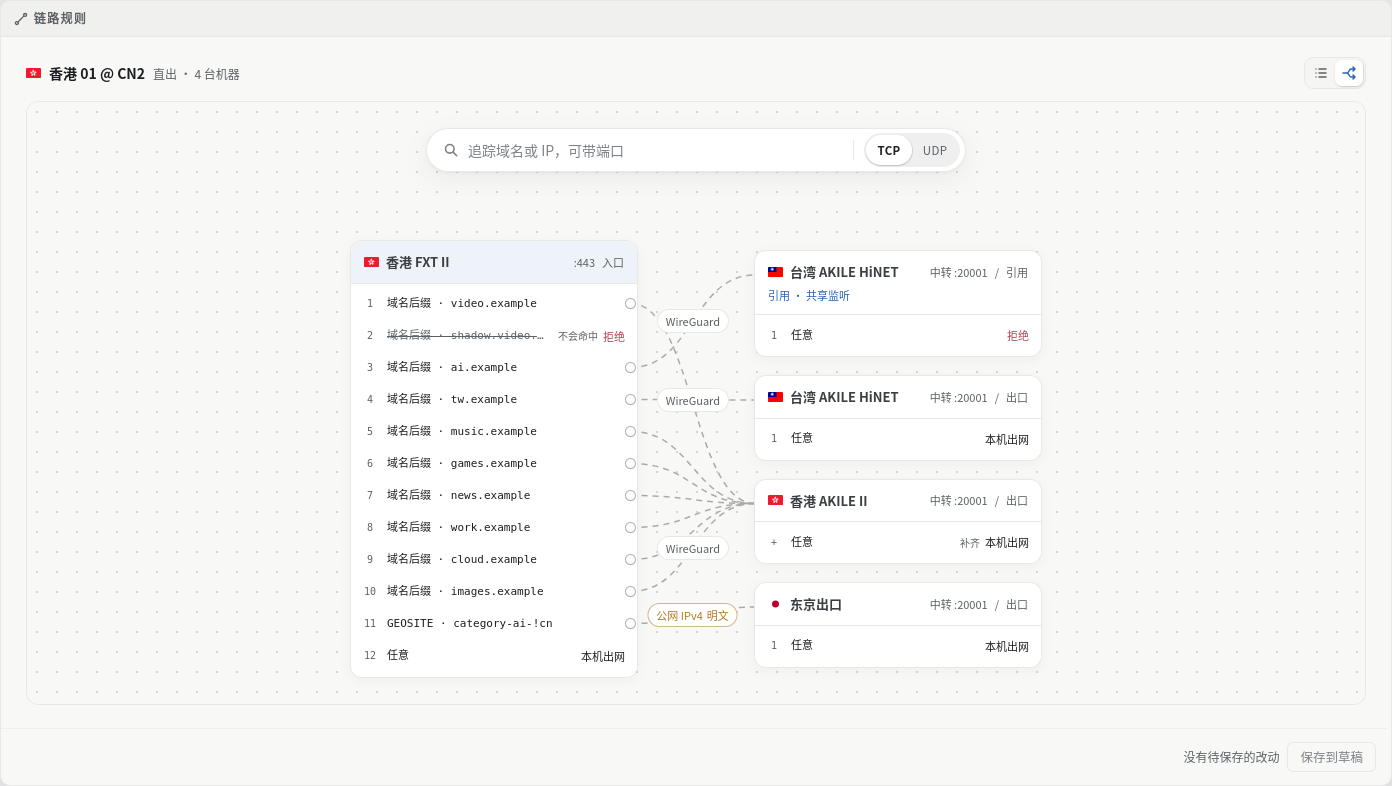 链路规则
香港 01 @ CN2 直出 · 4 台机器
追踪域名或 IP，可带端口 TCP UDP
香港 FXT II :443 入口
1 域名后缀 · video.example
2 域名后缀 · shadow.video.… 不会命中 拒绝
3 域名后缀 · ai.example
4 域名后缀 · tw.example
5 域名后缀 · music.example
6 域名后缀 · games.example
7 域名后缀 · news.example
8 域名后缀 · work.example
9 域名后缀 · cloud.example
10 域名后缀 · images.example
11 GEOSITE · category-ai-!cn
12 任意 本机出网
WireGuard
WireGuard
WireGuard
公网 IPv4 明文
台湾 AKILE HiNET 中转 :20001 / 引用
引用 · 共享监听
1 任意 拒绝
台湾 AKILE HiNET 中转 :20001 / 出口
1 任意 本机出网
香港 AKILE II 中转 :20001 / 出口
+ 任意 补齐 本机出网
东京出口 中转 :20001 / 出口
1 任意 本机出网
没有待保存的改动 保存到草稿